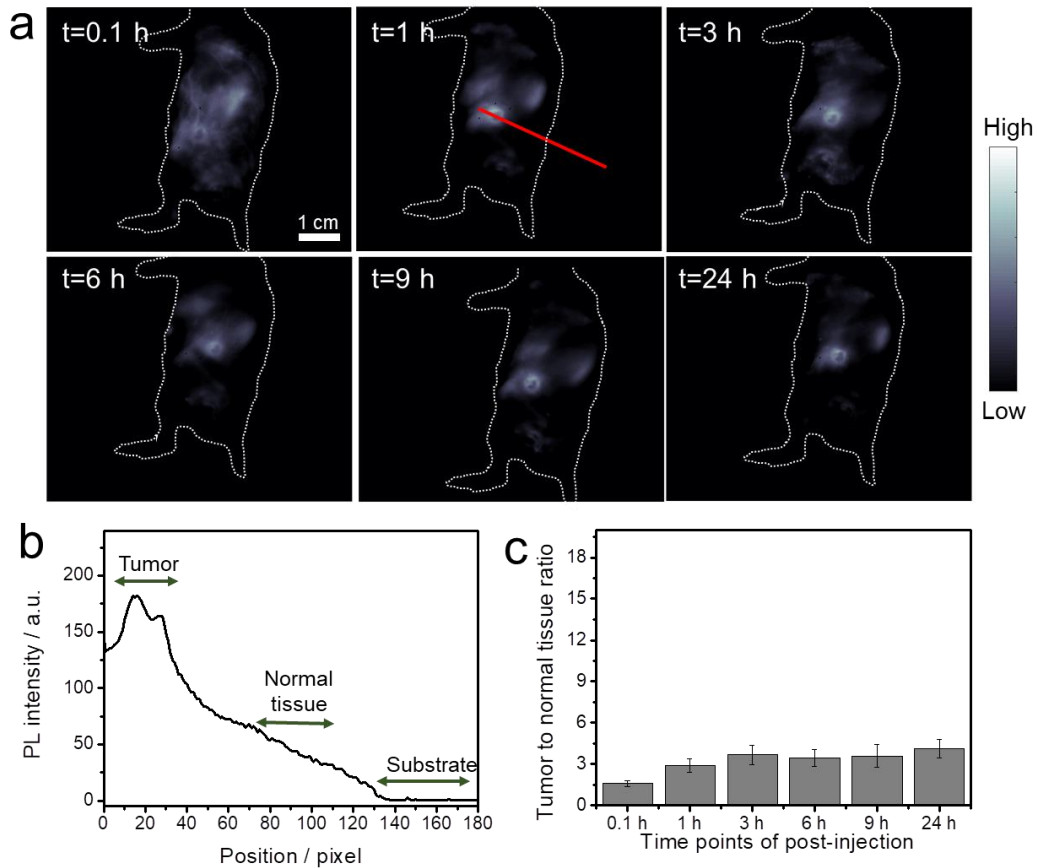 a
t=0.1 h
t=1 h
t=3 h
1 cm
High
Low
t=6 h
t=9 h
t=24 h
b
PL intensity / a.u.
200
150
100
50
0
Tumor
Normal
tissue
Substrate
0 20 40 60 80 100 120 140 160 180
Position / pixel
c
Tumor to normal tissue ratio
18
15
12
9
6
3
0
0.1 h 1 h 3 h 6 h 9 h 24 h
Time points of post-injection